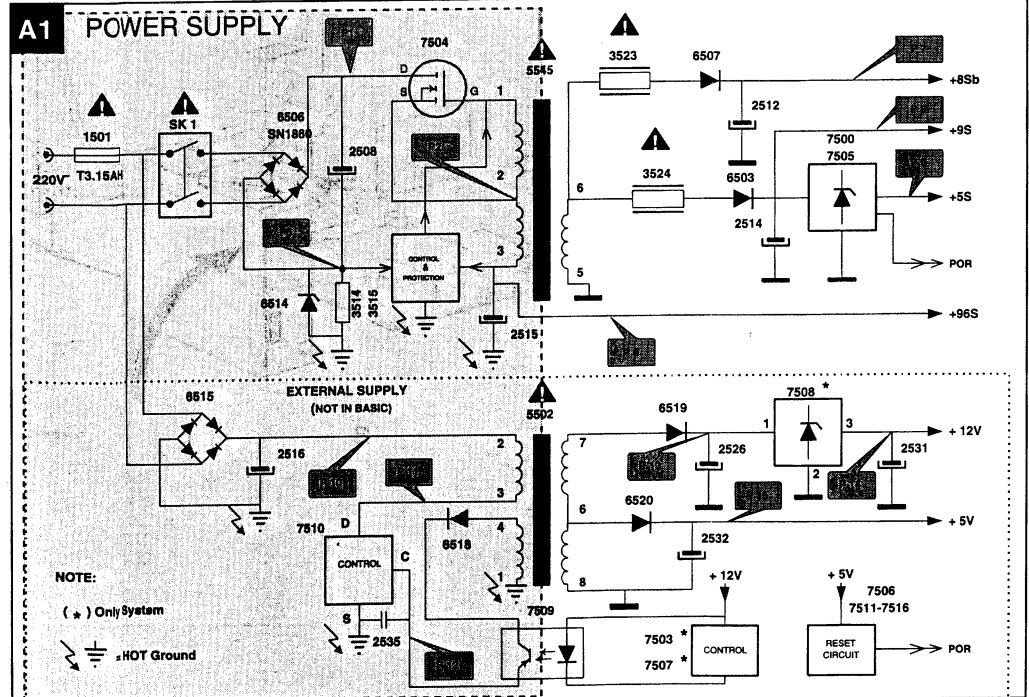 A1 POWER SUPPLY
7504
5545
3523
6507
+8Sb
D
S
G
1
2512
+9S
SK 1
6506
SN1860
1501
T3.15AH
220V~
2508
2
3524
6503
7500
7505
6
+5S
2514
3
CONTROL
&
PROTECTION
5
POR
6514
3514
3515
2515
+96S
EXTERNAL SUPPLY
(NOT IN BASIC)
6515
5502
6519
7508 *
7
1
3
+ 12V
2516
2
2526
2
2531
3
6520
6
+ 5V
7510
D
4
6518
2532
CONTROL
C
8
1
+ 12V
+ 5V
NOTE:
( * ) Only System
S
2535
7509
7506
7511-7516
7503 *
7507 *
CONTROL
RESET
CIRCUIT
POR
=HOT Ground